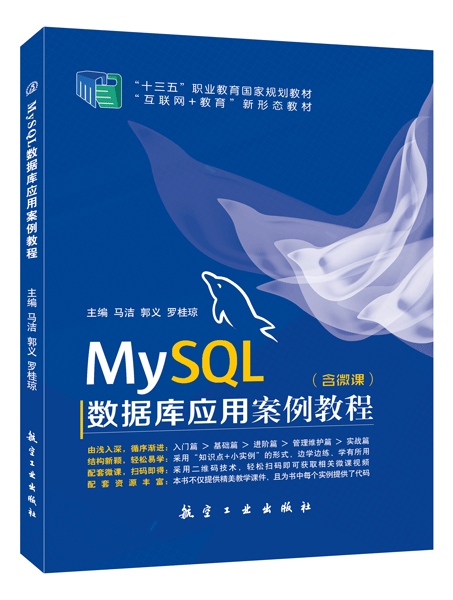 “十三五”职业教育国家规划教材
“互联网+教育”新形态教材
主编 马洁 郭义 罗桂琼
MySQL
（含微课）
数据库应用案例教程
由浅入深，循序渐进：入门篇 > 基础篇 > 进阶篇 > 管理维护篇 > 实战篇
结构新颖，轻松易学：采用“知识点+小实例”的形式，边学边练，学有所用
配套微课，扫码即得：采用二维码技术，轻松扫码即可获取相关微课视频
配套资源丰富：本书不仅提供精美教学课件，且为书中每个实例提供了代码
航空工业出版社
MySQL数据库应用案例教程
主编 马洁 郭义 罗桂琼
航空工业出版社